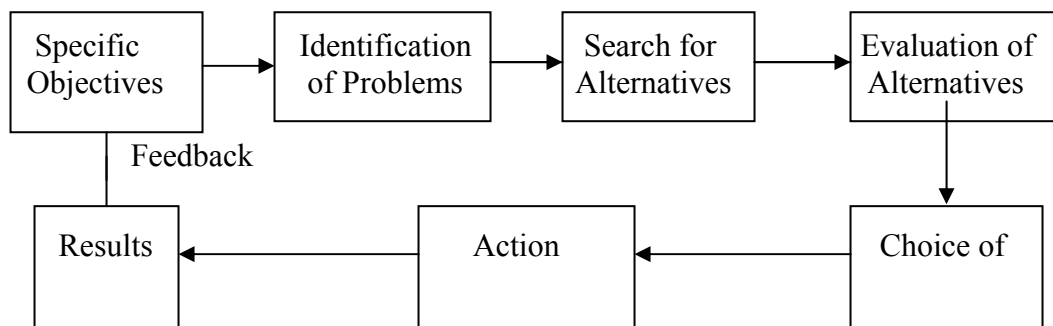 Specific
Objectives
Identification
of Problems
Search for
Alternatives
Evaluation of
Alternatives
Feedback
Results
Action
Choice of